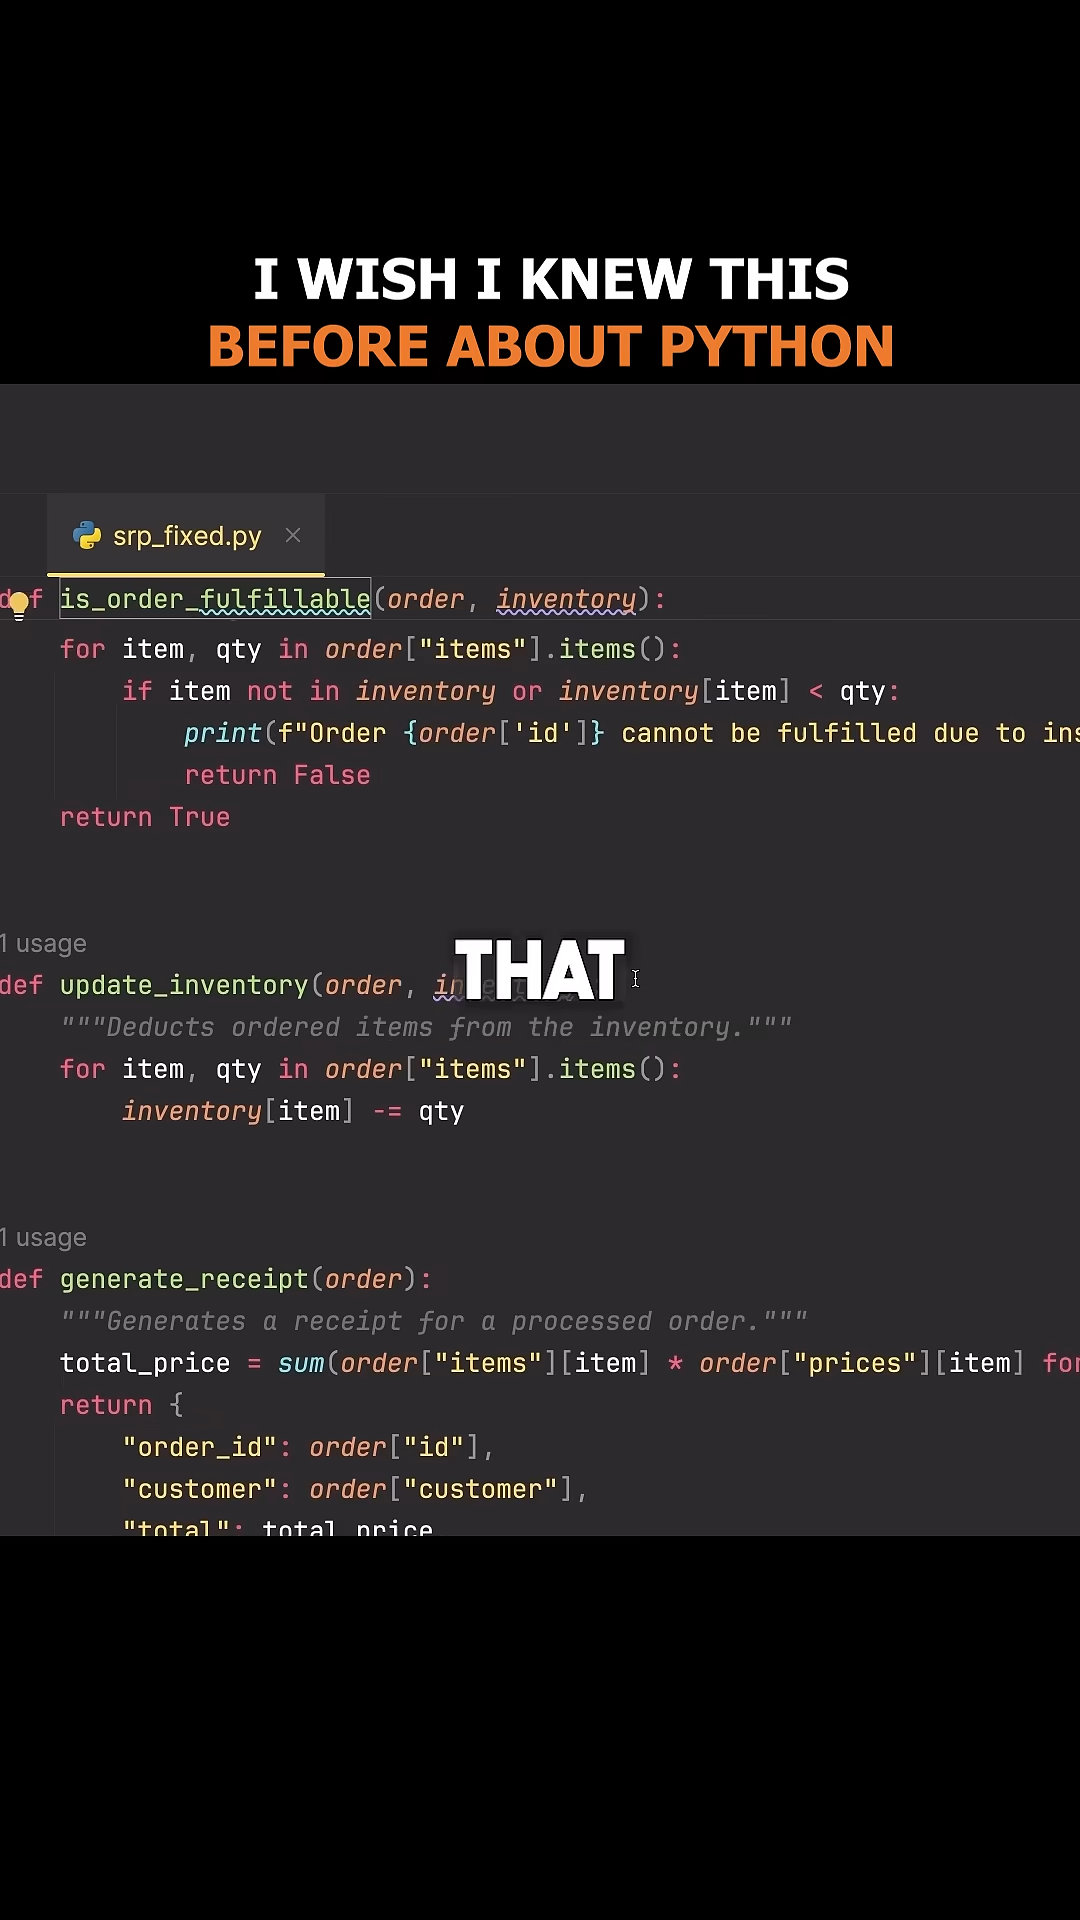 I WISH I KNEW THIS
BEFORE ABOUT PYTHON
srp_fixed.py
def is_order_fulfillable(order, inventory):
for item, qty in order["items"].items():
if item not in inventory or inventory[item] < qty:
print(f"Order {order['id']} cannot be fulfilled due to ins
return False
return True
1 usage
THAT
def update_inventory(order,
"""Deducts ordered items from the inventory."""
for item, qty in order["items"].items():
inventory[item] -= qty
1 usage
def generate_receipt(order):
"""Generates a receipt for a processed order."""
total_price = sum(order["items"][item] * order["prices"][item] for
return {
"order_id": order["id"],
"customer": order["customer"],
"total": total_price